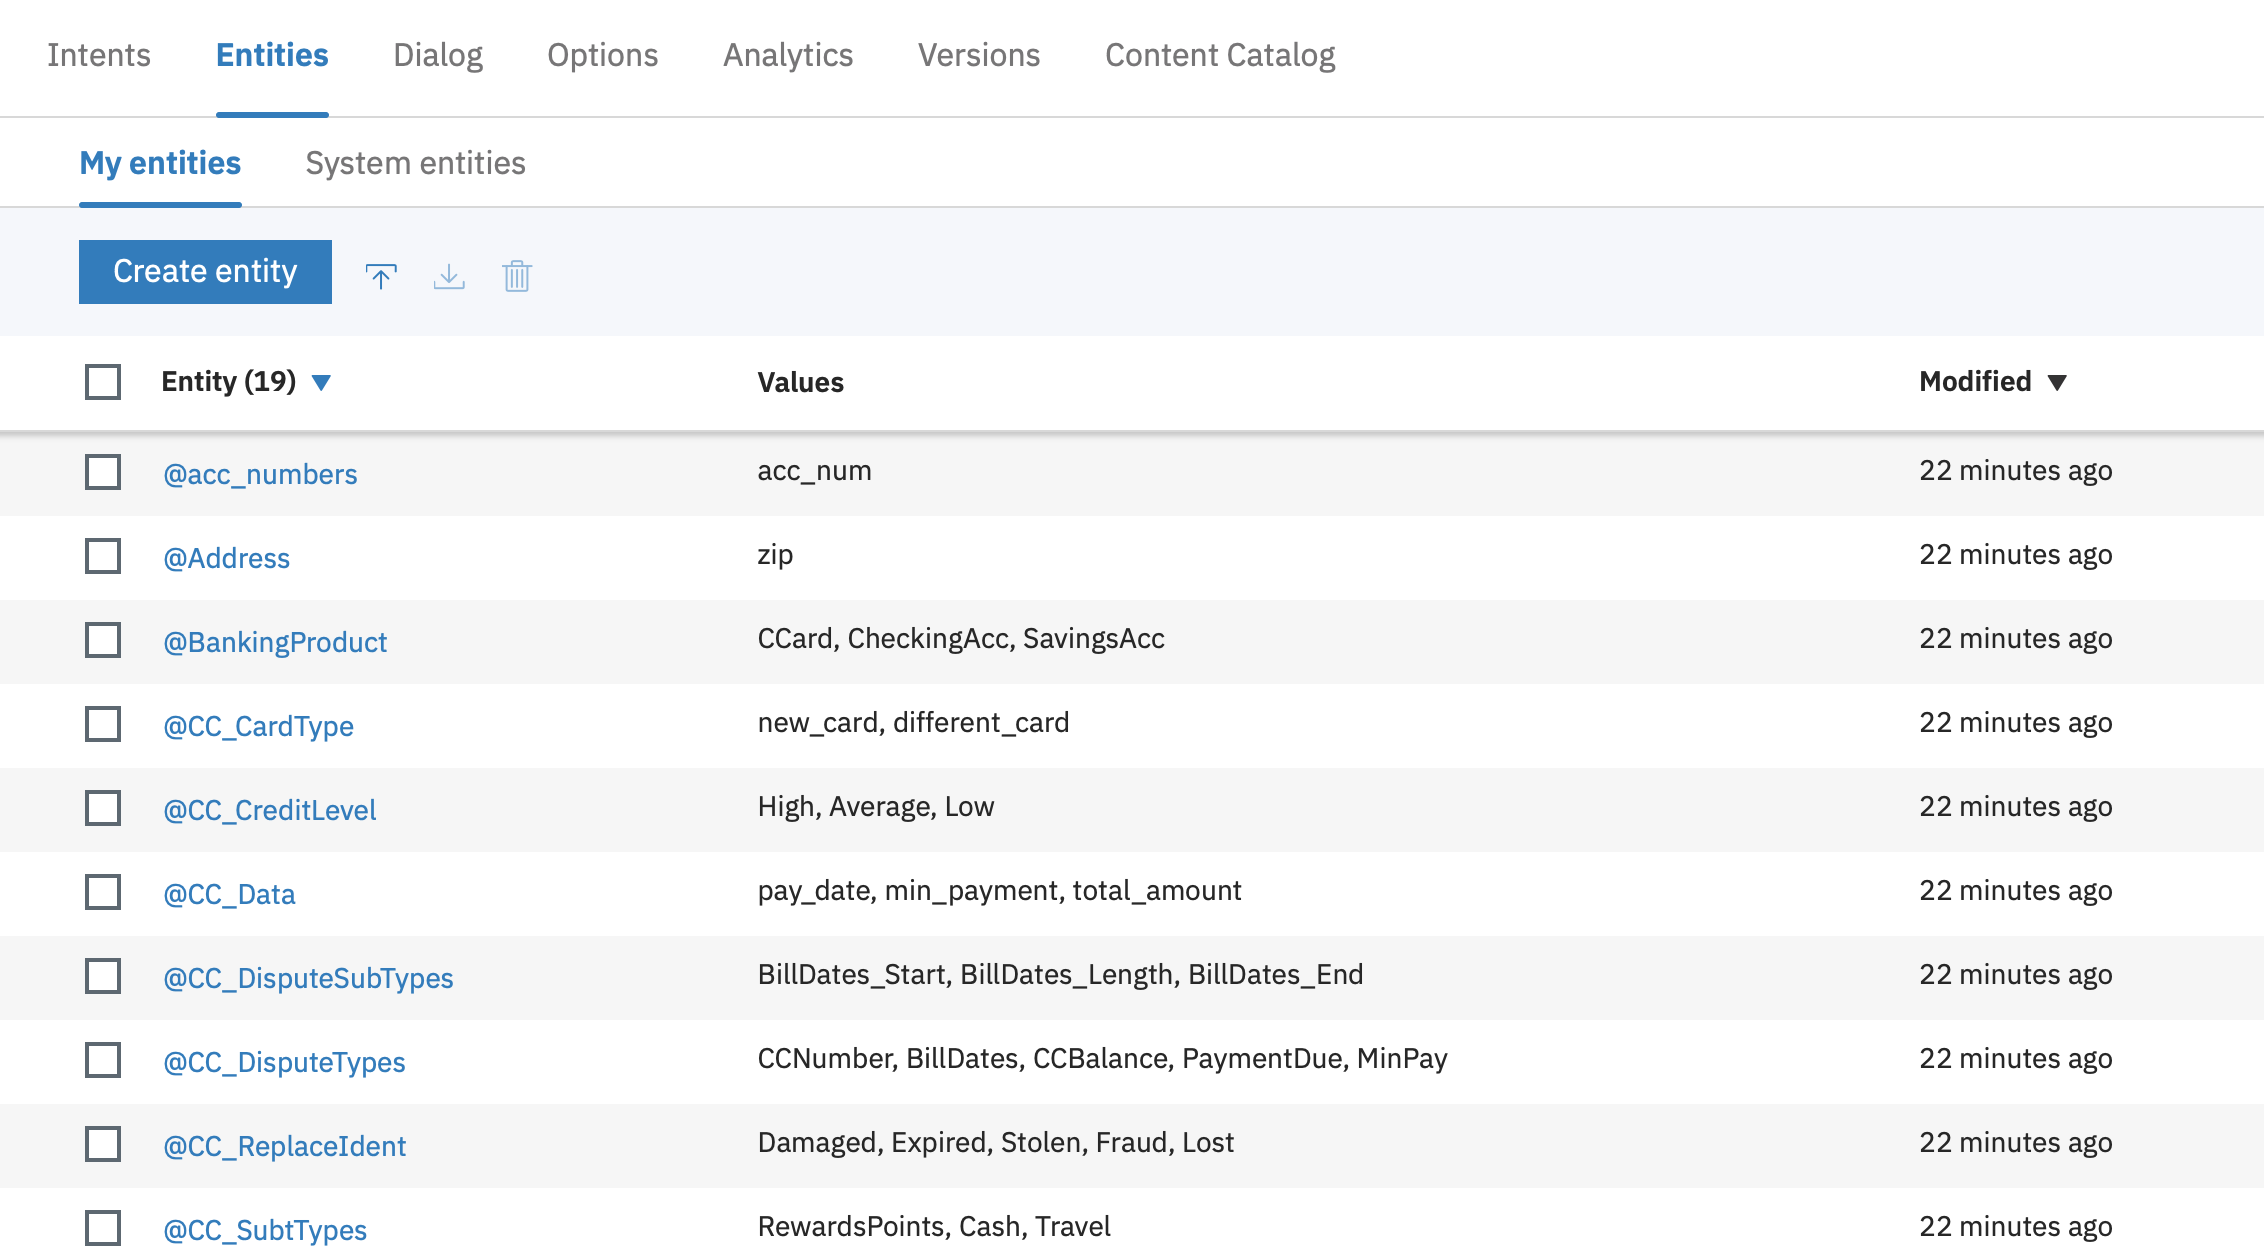 Intents Entities Dialog Options Analytics Versions Content Catalog
My entities System entities
Create entity
Entity (19) Values Modified
@acc_numbers acc_num 22 minutes ago
@Address zip 22 minutes ago
@BankingProduct CCard, CheckingAcc, SavingsAcc 22 minutes ago
@CC_CardType new_card, different_card 22 minutes ago
@CC_CreditLevel High, Average, Low 22 minutes ago
@CC_Data pay_date, min_payment, total_amount 22 minutes ago
@CC_DisputeSubTypes BillDates_Start, BillDates_Length, BillDates_End 22 minutes ago
@CC_DisputeTypes CCNumber, BillDates, CCBalance, PaymentDue, MinPay 22 minutes ago
@CC_ReplaceIdent Damaged, Expired, Stolen, Fraud, Lost 22 minutes ago
@CC_SubtTypes RewardsPoints, Cash, Travel 22 minutes ago